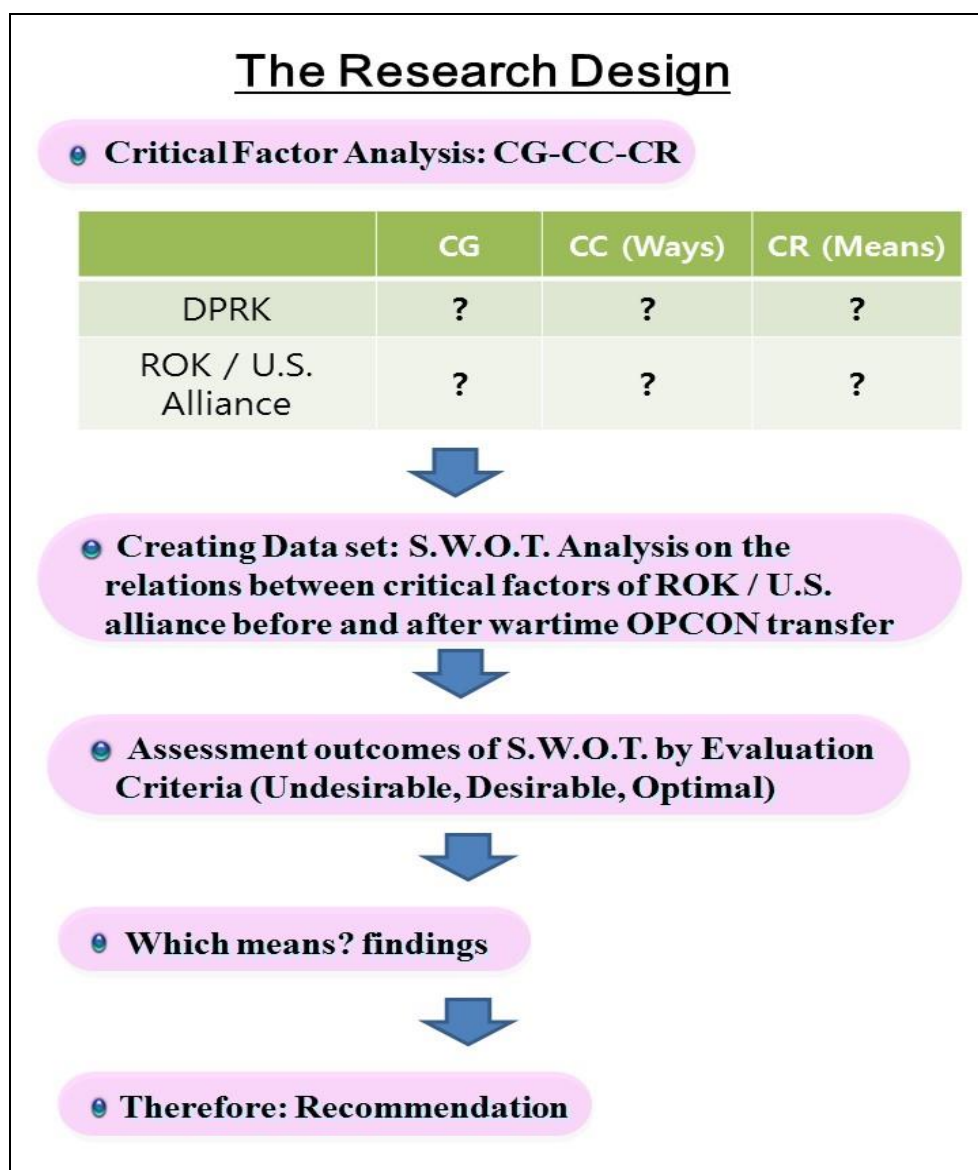 The Research Design
Critical Factor Analysis: CG-CC-CR
CG CC (Ways) CR (Means)
DPRK ? ? ?
ROK / U.S.
Alliance ? ? ?
Creating Data set: S.W.O.T. Analysis on the
relations between critical factors of ROK / U.S.
alliance before and after wartime OPCON transfer
Assessment outcomes of S.W.O.T. by Evaluation
Criteria (Undesirable, Desirable, Optimal)
Which means? findings
Therefore: Recommendation